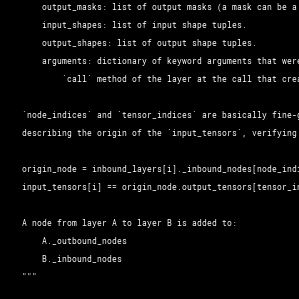 output_masks: list of output masks (a mask can be a
input_shapes: list of input shape tuples.
output_shapes: list of output shape tuples.
arguments: dictionary of keyword arguments that were
`call` method of the layer at the call that crea
`node_indices` and `tensor_indices` are basically fine-g
describing the origin of the `input_tensors`, verifying
origin_node = inbound_layers[i]._inbound_nodes[node_indi
input_tensors[i] == origin_node.output_tensors[tensor_in
A node from layer A to layer B is added to:
A._outbound_nodes
B._inbound_nodes
"""